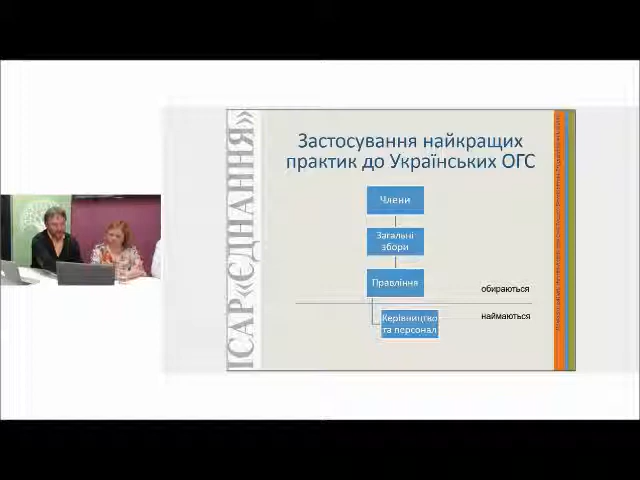 ІСАР«ЄДНАННЯ»
Застосування найкращих
практик до Українських ОГС
Члени
Загальні
збори
Правління
обираються
Керівництво
та персонал
наймаються